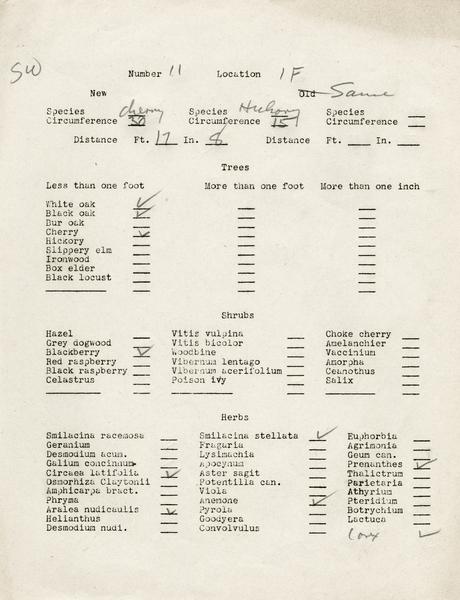 SW
Number 11 Location 1F
New Old Same
Species Cherry Species Hickory Species
Circumference 30 Circumference 151 Circumference
Distance Ft. 17 In. 8 Distance Ft. In.
Trees
Less than one foot More than one foot More than one inch
White oak ✓
Black oak ✓
Bur oak
Cherry ✓
Hickory
Slippery elm
Ironwood
Box elder
Black locust
Shrubs
Hazel Vitis vulpina Choke cherry
Grey dogwood Vitis bicolor Amelanchier
Blackberry ✓ Woodbine Vaccinium
Red raspberry Vibernum lentago Amorpha
Black raspberry Vibernum acerifolium Ceanothus
Celastrus Poison ivy Salix
Herbs
Smilacina racemosa Smilacina stellata ✓ Euphorbia
Geranium Fragaria Agrimonia
Desmodium acum. Lysimachia Geum can.
Galium concinnum Apocynum Prenanthes ✓
Circaea latifolia ✓ Aster sagit Thalictrum
Osmorhiza Claytonii Potentilla can. Parietaria
Amphicarpa bract. Viola Athyrium
Phryma Anemone ✓ Pteridium
Aralea nudicaulis ✓ Pyrola Botrychium
Helianthus Goodyera Lactuca
Desmodium nudi. Convolvulus ✓